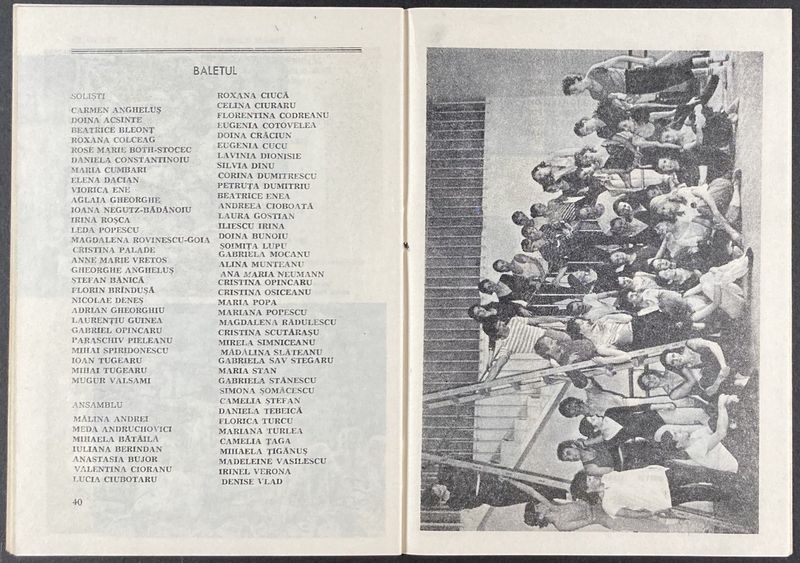 BALETUL
SOLIȘTI
CARMEN ANGHELUȘ
DOINA ACSINTE
BEATRICE BLEONȚ
ROXANA COLCEAG
ROSE MARIE BOTH-STOCEC
DANIELA CONSTANTINOIU
MARIA CUMBARI
ELENA DACIAN
VIORICA ENE
AGLAIA GHEORGHE
IOANA NEGUTZ-BĂDĂNOIU
IRINA ROȘCA
LEDA POPESCU
MAGDALENA ROVINESCU-GOIA
CRISTINA PALADE
ANNE MARIE VRETOS
GHEORGHE ANGHELUȘ
ȘTEFAN BĂNICĂ
FLORIN BRÎNDUȘĂ
NICOLAE DENEȘ
ADRIAN GHEORGHIU
LAURENȚIU GUINEA
GABRIEL OPINCARU
PARASCHIV PIELEANU
MIHAI SPIRIDONESCU
IOAN TUGEARU
MIHAI TUGEARU
MUGUR VALSAMI
ANSAMBLU
MĂLINA ANDREI
MEDA ANDRUCHOVICI
MIHAELA BĂTĂILĂ
IULIANA BERINDAN
ANASTASIA BUJOR
VALENTINA CIORANU
LUCIA CIUBOTARU
ROXANA CIUCĂ
CELINA CIURARU
FLORENTINA CODREANU
EUGENIA COTOVELEA
DOINA CRĂCIUN
EUGENIA CUCU
LAVINIA DIONISIE
SILVIA DINU
CORINA DUMITRESCU
PETRUȚA DUMITRIU
BEATRICE ENEA
ANDREEA CIOBOATĂ
LAURA GOSTIAN
ILIESCU IRINA
DOINA BUNOIU
ȘOIMIȚA LUPU
GABRIELA MOCANU
ALINA MUNTEANU
ANA MARIA NEUMANN
CRISTINA OPINCARU
CRISTINA OSICEANU
MARIA POPA
MARIANA POPESCU
MAGDALENA RĂDULESCU
CRISTINA SCUTĂRAȘU
MIRELA SIMNICEANU
MĂDĂLINA SLĂTEANU
GABRIELA SAV STEGARU
MARIA STAN
GABRIELA STĂNESCU
SIMONA ȘOMĂCESCU
CAMELIA ȘTEFAN
DANIELA TEBEICĂ
FLORICA TURCU
MARIANA TURLEA
CAMELIA ȚAGA
MIHAELA ȚIGĂNUȘ
MADELEINE VASILESCU
IRINEL VERONA
DENISE VLAD
40